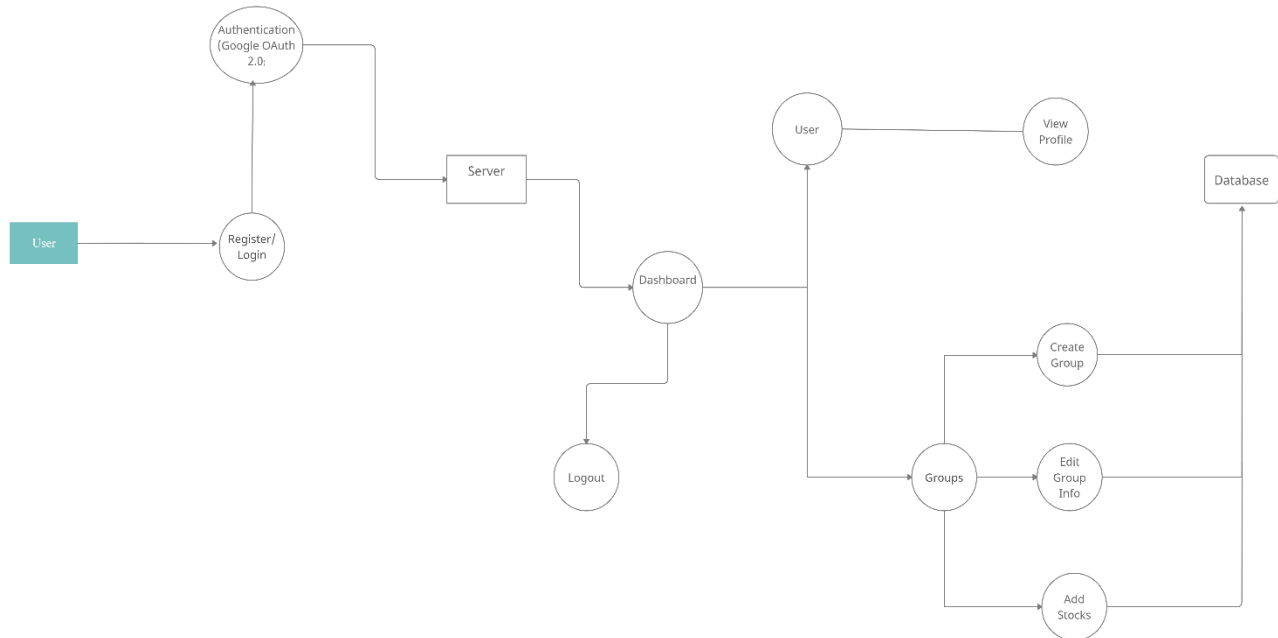 Authentication
(Google OAuth
2.0;
User
View
Profile
Server
Database
User
Register/
Login
Dashboard
Create
Group
Logout
Groups
Edit
Group
Info
Add
Stocks